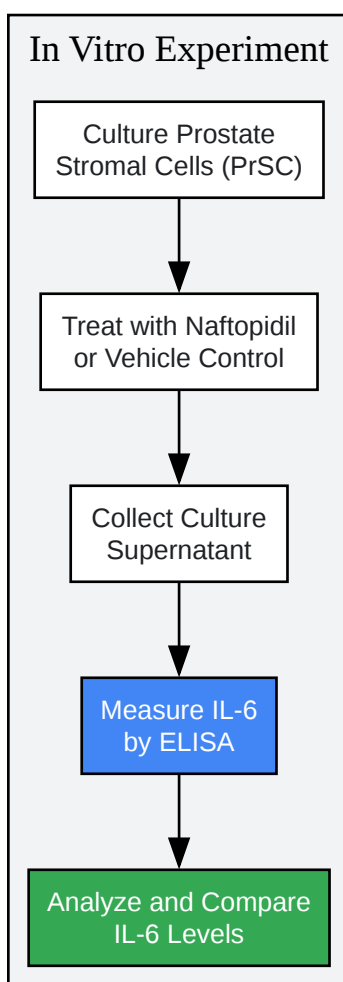 In Vitro Experiment
Culture Prostate
Stromal Cells (PrSC)
Treat with Naftopidil
or Vehicle Control
Collect Culture
Supernatant
Measure IL-6
by ELISA
Analyze and Compare
IL-6 Levels